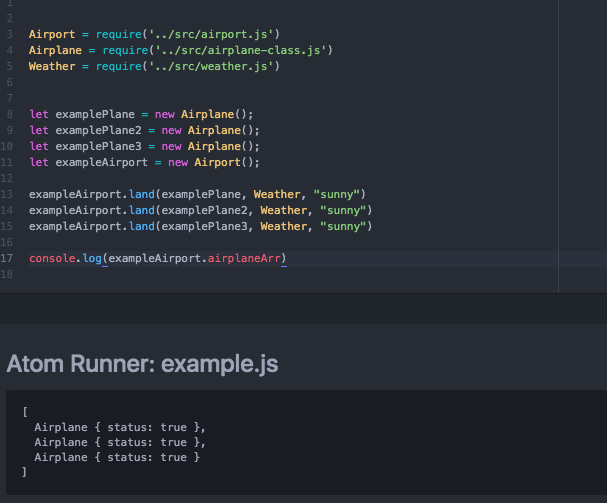 1
2
3 Airport = require('../src/airport.js')
4 Airplane = require('../src/airplane-class.js')
5 Weather = require('../src/weather.js')
6
7
8 let examplePlane = new Airplane();
9 let examplePlane2 = new Airplane();
10 let examplePlane3 = new Airplane();
11 let exampleAirport = new Airport();
12
13 exampleAirport.land(examplePlane, Weather, "sunny")
14 exampleAirport.land(examplePlane2, Weather, "sunny")
15 exampleAirport.land(examplePlane3, Weather, "sunny")
16
17 console.log(exampleAirport.airplaneArr)
18
Atom Runner: example.js
[
  Airplane { status: true },
  Airplane { status: true },
  Airplane { status: true }
]